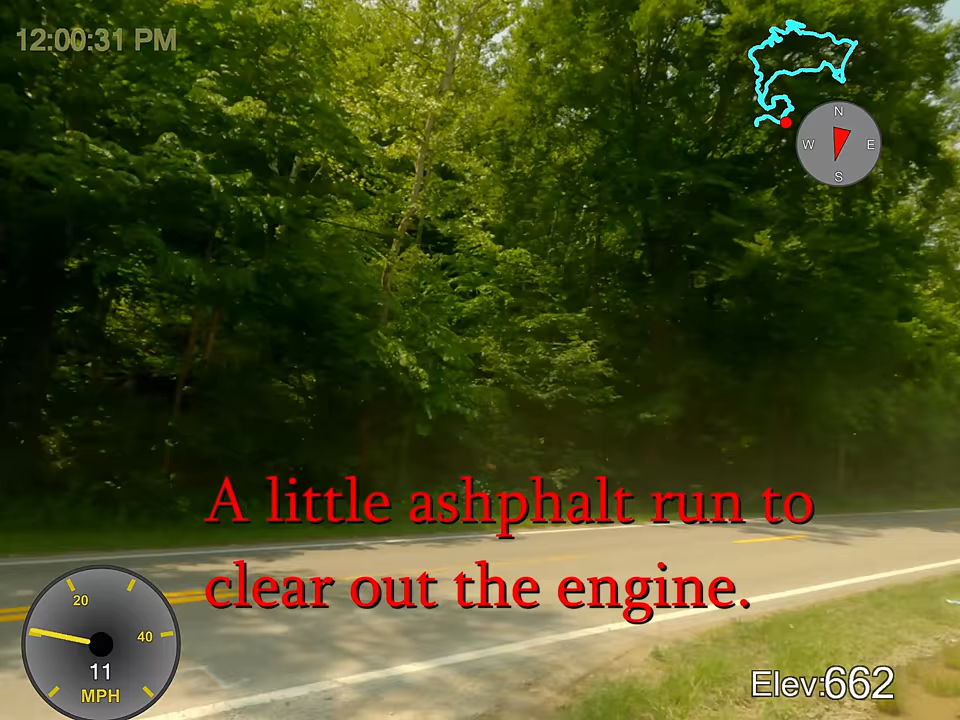 12:00:31 PM
N
W E
S
A little ashphalt run to
clear out the engine.
20
40
11
MPH
Elev:662